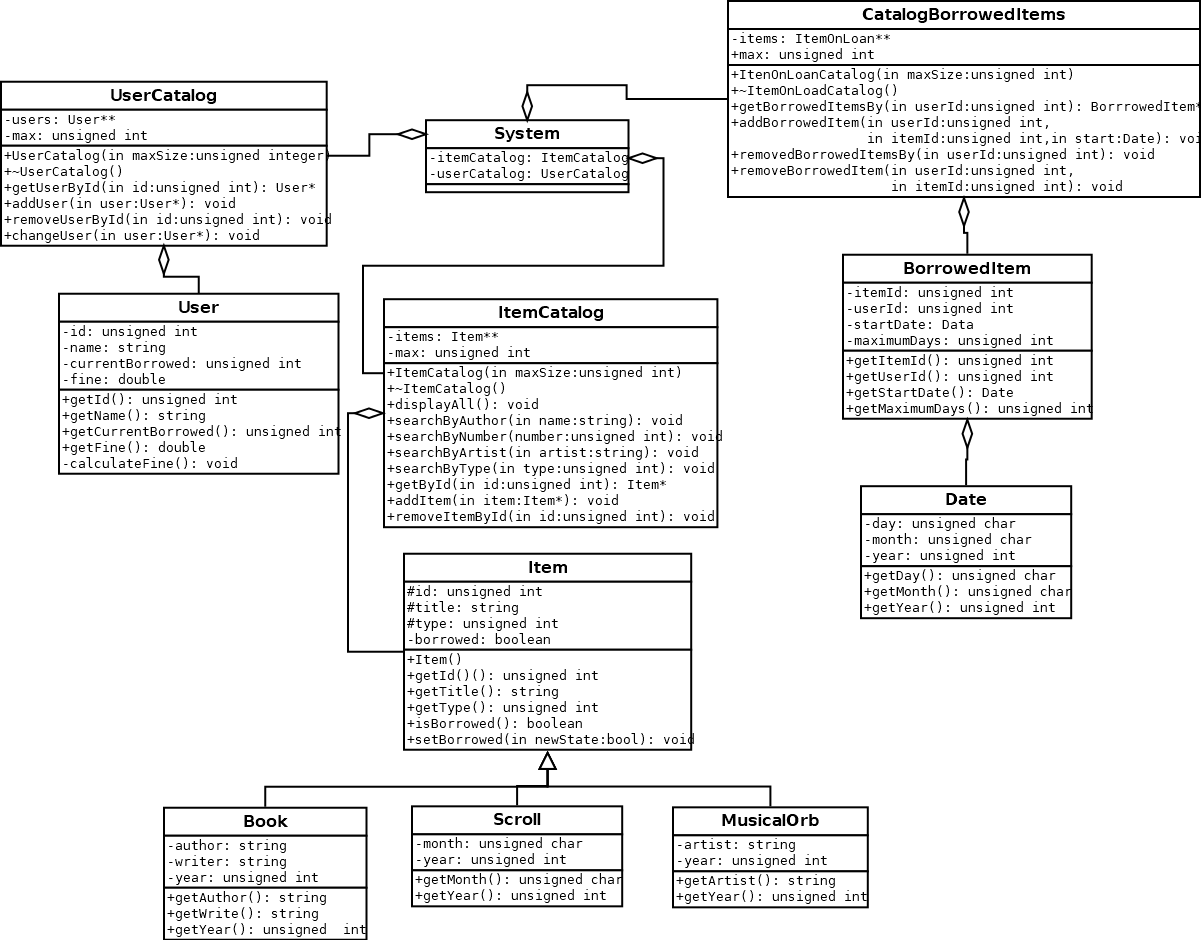 CatalogBorrowedItems
-items: ItemOnLoan**
+max: unsigned int
+ItenOnLoanCatalog(in maxSize:unsigned int)
+~ItemOnLoadCatalog()
+getBorrowedItemsBy(in userId:unsigned int): BorrrowedItem*
+addBorrowedItem(in userId:unsigned int,
in itemId:unsigned int,in start:Date): voi
+removedBorrowedItemsBy(in userId:unsigned int): void
+removeBorrowedItem(in userId:unsigned int,
in itemId:unsigned int): void
UserCatalog
-users: User**
-max: unsigned int
+UserCatalog(in maxSize:unsigned integer)
+~UserCatalog()
+getUserById(in id:unsigned int): User*
+addUser(in user:User*): void
+removeUserById(in id:unsigned int): void
+changeUser(in user:User*): void
System
-itemCatalog: ItemCatalog
-userCatalog: UserCatalog
User
-id: unsigned int
-name: string
-currentBorrowed: unsigned int
-fine: double
+getId(): unsigned int
+getName(): string
+getCurrentBorrowed(): unsigned int
+getFine(): double
-calculateFine(): void
ItemCatalog
-items: Item**
-max: unsigned int
+ItemCatalog(in maxSize:unsigned int)
+~ItemCatalog()
+displayAll(): void
+searchByAuthor(in name:string): void
+searchByNumber(number:unsigned int): void
+searchByArtist(in artist:string): void
+searchByType(in type:unsigned int): void
+getById(in id:unsigned int): Item*
+addItem(in item:Item*): void
+removeItemById(in id:unsigned int): void
BorrowedItem
-itemId: unsigned int
-userId: unsigned int
-startDate: Data
-maximumDays: unsigned int
+getItemId(): unsigned int
+getUserId(): unsigned int
+getStartDate(): Date
+getMaximumDays(): unsigned int
Date
-day: unsigned char
-month: unsigned char
-year: unsigned int
+getDay(): unsigned char
+getMonth(): unsigned char
+getYear(): unsigned int
Item
#id: unsigned int
#title: string
#type: unsigned int
-borrowed: boolean
+Item()
+getId()(): unsigned int
+getTitle(): string
+getType(): unsigned int
+isBorrowed(): boolean
+setBorrowed(in newState:bool): void
Book
-author: string
-writer: string
-year: unsigned int
+getAuthor(): string
+getWrite(): string
+getYear(): unsigned  int
Scroll
-month: unsigned char
-year: unsigned int
+getMonth(): unsigned char
+getYear(): unsigned int
MusicalOrb
-artist: string
-year: unsigned int
+getArtist(): string
+getYear(): unsigned int